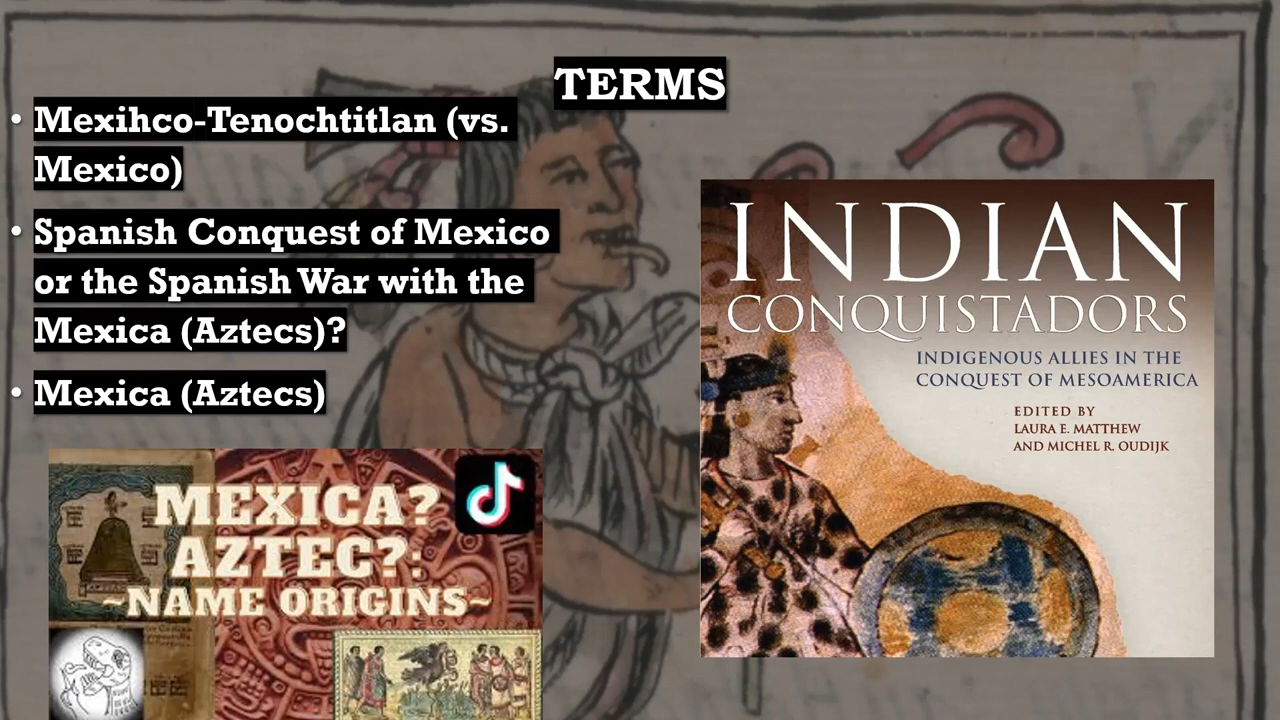 TERMS
• Mexihco-Tenochtitlan (vs.
Mexico)
• Spanish Conquest of Mexico
or the Spanish War with the
Mexica (Aztecs)?
• Mexica (Aztecs)
MEXICA?
AZTEC?:
~NAME ORIGINS~
INDIAN
CONQUISTADORS
INDIGENOUS ALLIES IN THE
CONQUEST OF MESOAMERICA
EDITED BY
LAURA E. MATTHEW
AND MICHEL R. OUDIJK